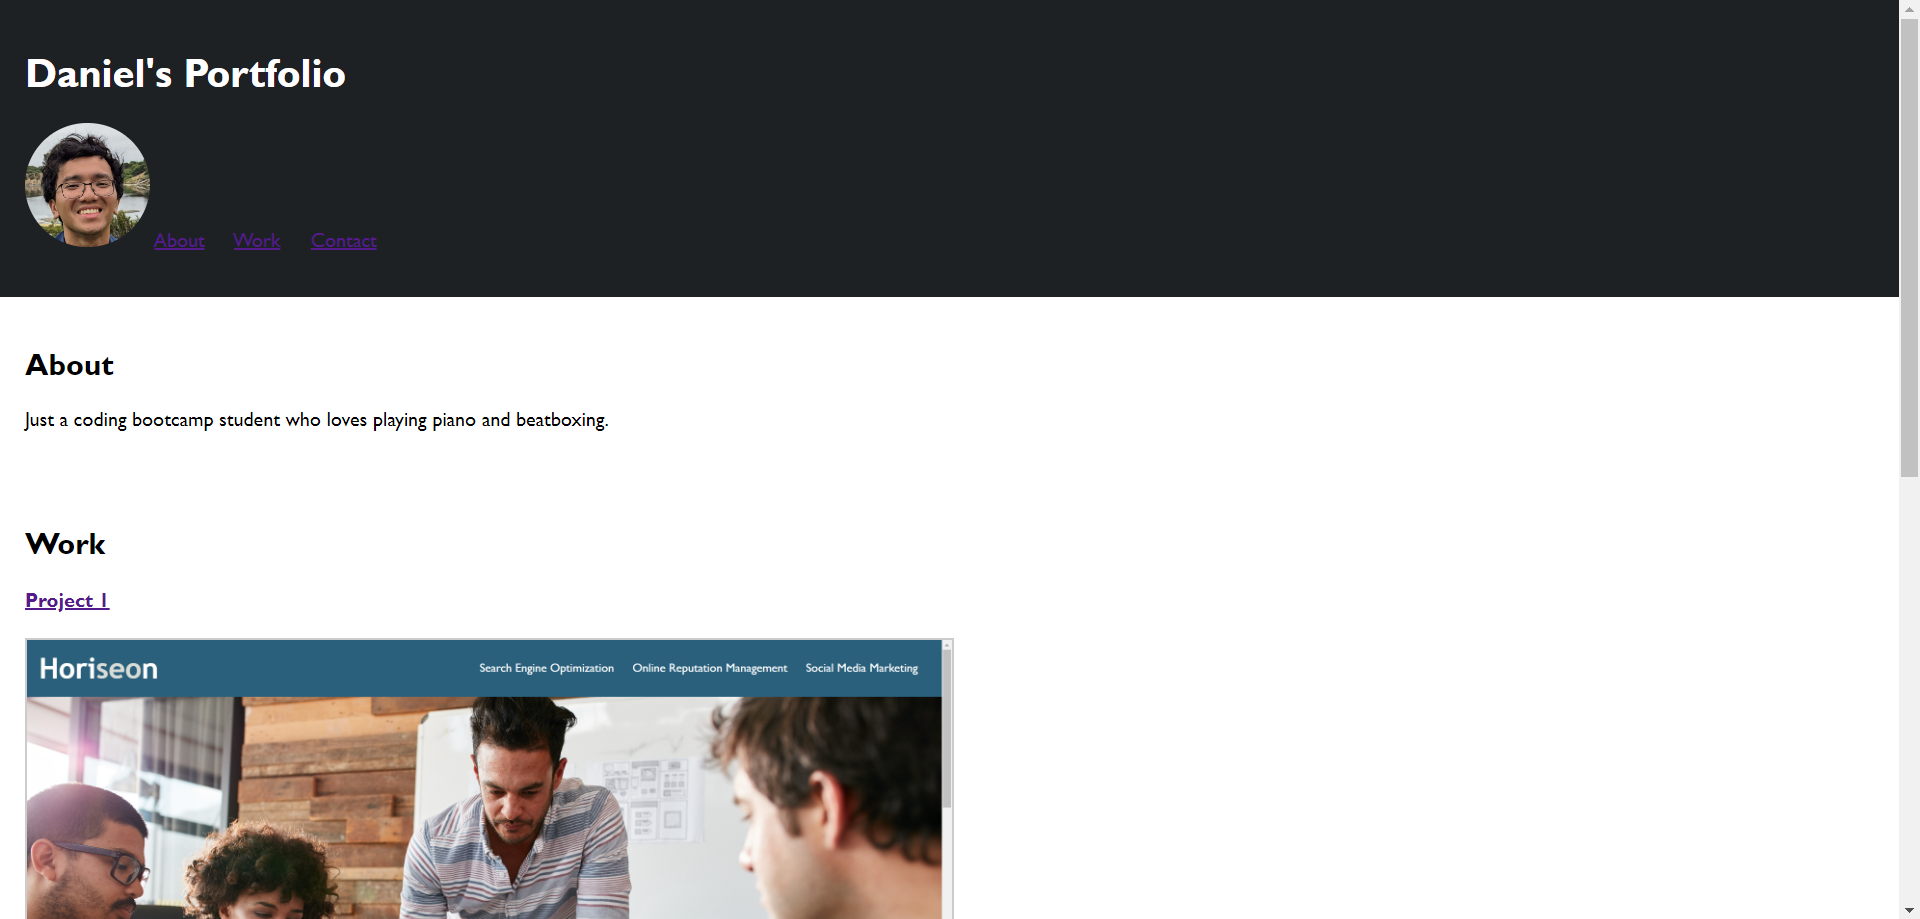 Daniel's Portfolio
About Work Contact
About
Just a coding bootcamp student who loves playing piano and beatboxing.
Work
Project 1
Horiseon Search Engine Optimization Online Reputation Management Social Media Marketing